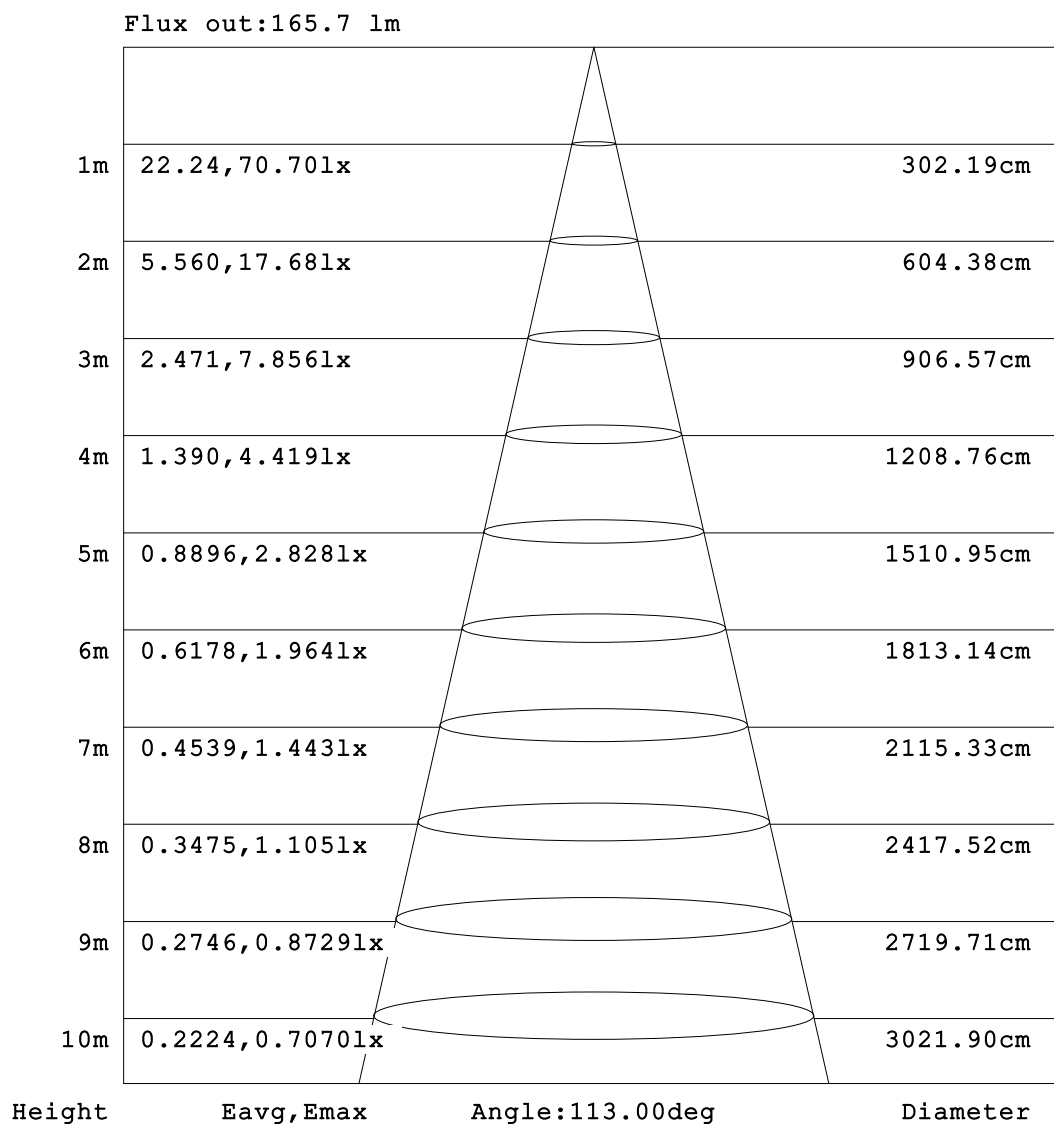 Flux out:165.7 lm
1m 22.24,70.70lx 302.19cm
2m 5.560,17.68lx 604.38cm
3m 2.471,7.856lx 906.57cm
4m 1.390,4.419lx 1208.76cm
5m 0.8896,2.828lx 1510.95cm
6m 0.6178,1.964lx 1813.14cm
7m 0.4539,1.443lx 2115.33cm
8m 0.3475,1.105lx 2417.52cm
9m 0.2746,0.8729lx 2719.71cm
10m 0.2224,0.7070lx 3021.90cm
Height Eavg,Emax Angle:113.00deg Diameter